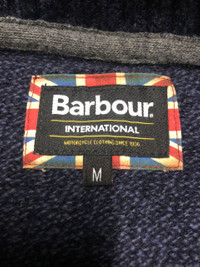 Barbour
INTERNATIONAL
MOTORCYCLE CLOTHING SINCE 1936
M